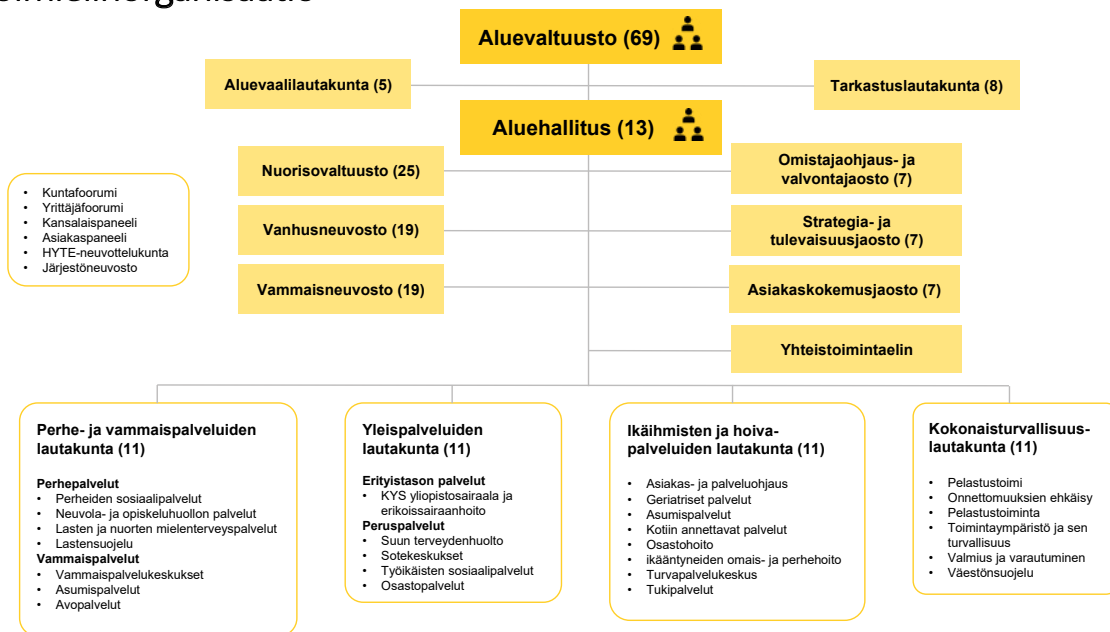 Aluevaltuusto (69)
Aluevaalilautakunta (5)
Tarkastuslautakunta (8)
Aluehallitus (13)
Nuorisovaltuusto (25)
Omistajaohjaus- ja
valvontajaosto (7)
• Kuntafoorumi
• Yrittäjäfoorumi
• Kansalaispaneeli
• Asiakaspaneeli
• HYTE-neuvottelukunta
• Järjestöneuvosto
Vanhusneuvosto (19)
Strategia- ja
tulevaisuusjaosto (7)
Vammaisneuvosto (19)
Asiakaskokemusjaosto (7)
Yhteistoimintaelin
Perhe- ja vammaispalveluiden
lautakunta (11)
Perhepalvelut
• Perheiden sosiaalipalvelut
• Neuvola- ja opiskeluhuollon palvelut
• Lasten ja nuorten mielenterveyspalvelut
• Lastensuojelu
Vammaispalvelut
• Vammaispalvelukeskukset
• Asumispalvelut
• Avopalvelut
Yleispalveluiden
lautakunta (11)
Erityistason palvelut
• KYS yliopistosairaala ja
erikoissairaanhoito
Peruspalvelut
• Suun terveydenhuolto
• Sotekeskukset
• Työikäisten sosiaalipalvelut
• Osastopalvelut
Ikäihmisten ja hoiva-
palveluiden lautakunta (11)
• Asiakas- ja palveluohjaus
• Geriatriset palvelut
• Asumispalvelut
• Kotiin annettavat palvelut
• Osastohoito
• ikääntyneiden omais- ja perhehoito
• Turvapalvelukeskus
• Tukipalvelut
Kokonaisturvallisuus-
lautakunta (11)
• Pelastustoimi
• Onnettomuuksien ehkäisy
• Pelastustoiminta
• Toimintaympäristö ja sen
turvallisuus
• Valmius ja varautuminen
• Väestönsuojelu